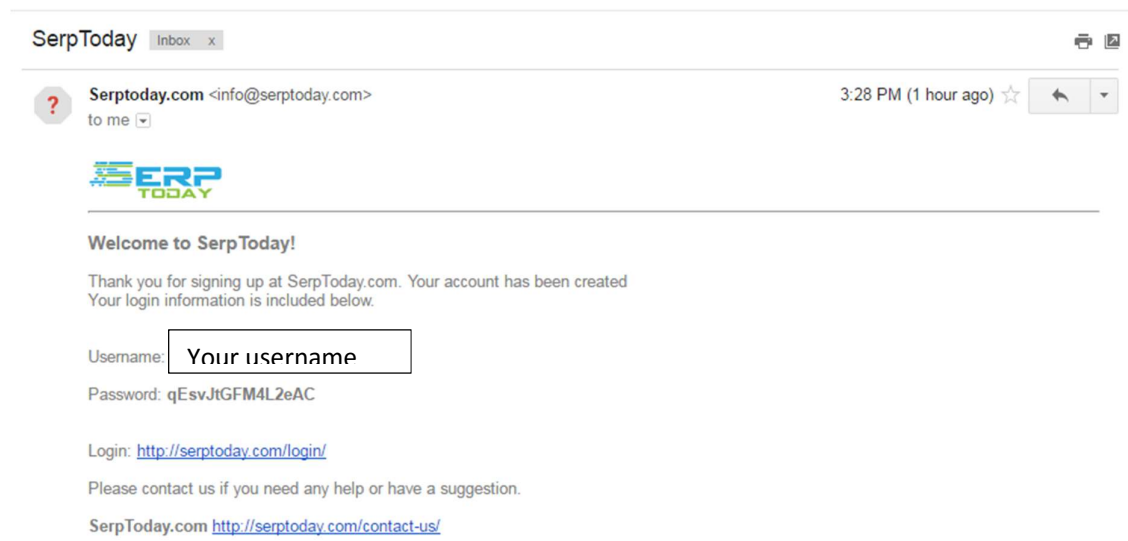 SerpToday Inbox x
Serptoday.com <info@serptoday.com> 3:28 PM (1 hour ago)
to me
SERP
TODAY
Welcome to SerpToday!
Thank you for signing up at SerpToday.com. Your account has been created
Your login information is included below.
Username: Your username
Password: qEsvJtGFM4L2eAC
Login: http://serptoday.com/login/
Please contact us if you need any help or have a suggestion.
SerpToday.com http://serptoday.com/contact-us/